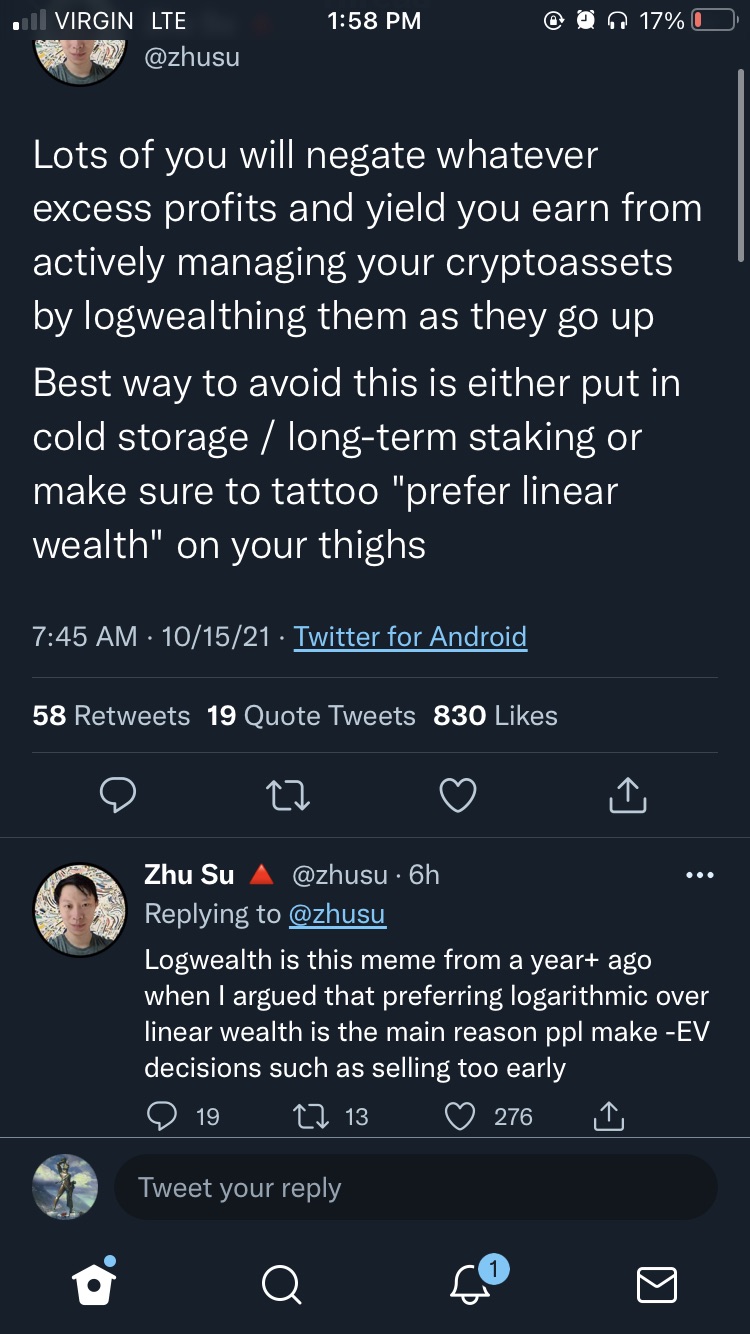 VIRGIN LTE 1:58 PM 17%
@zhusu
Lots of you will negate whatever
excess profits and yield you earn from
actively managing your cryptoassets
by logwealthing them as they go up
Best way to avoid this is either put in
cold storage / long-term staking or
make sure to tattoo "prefer linear
wealth" on your thighs
7:45 AM · 10/15/21 · Twitter for Android
58 Retweets 19 Quote Tweets 830 Likes
Zhu Su 🔺 @zhusu · 6h
Replying to @zhusu
Logwealth is this meme from a year+ ago
when I argued that preferring logarithmic over
linear wealth is the main reason ppl make -EV
decisions such as selling too early
19 13 276
Tweet your reply
1